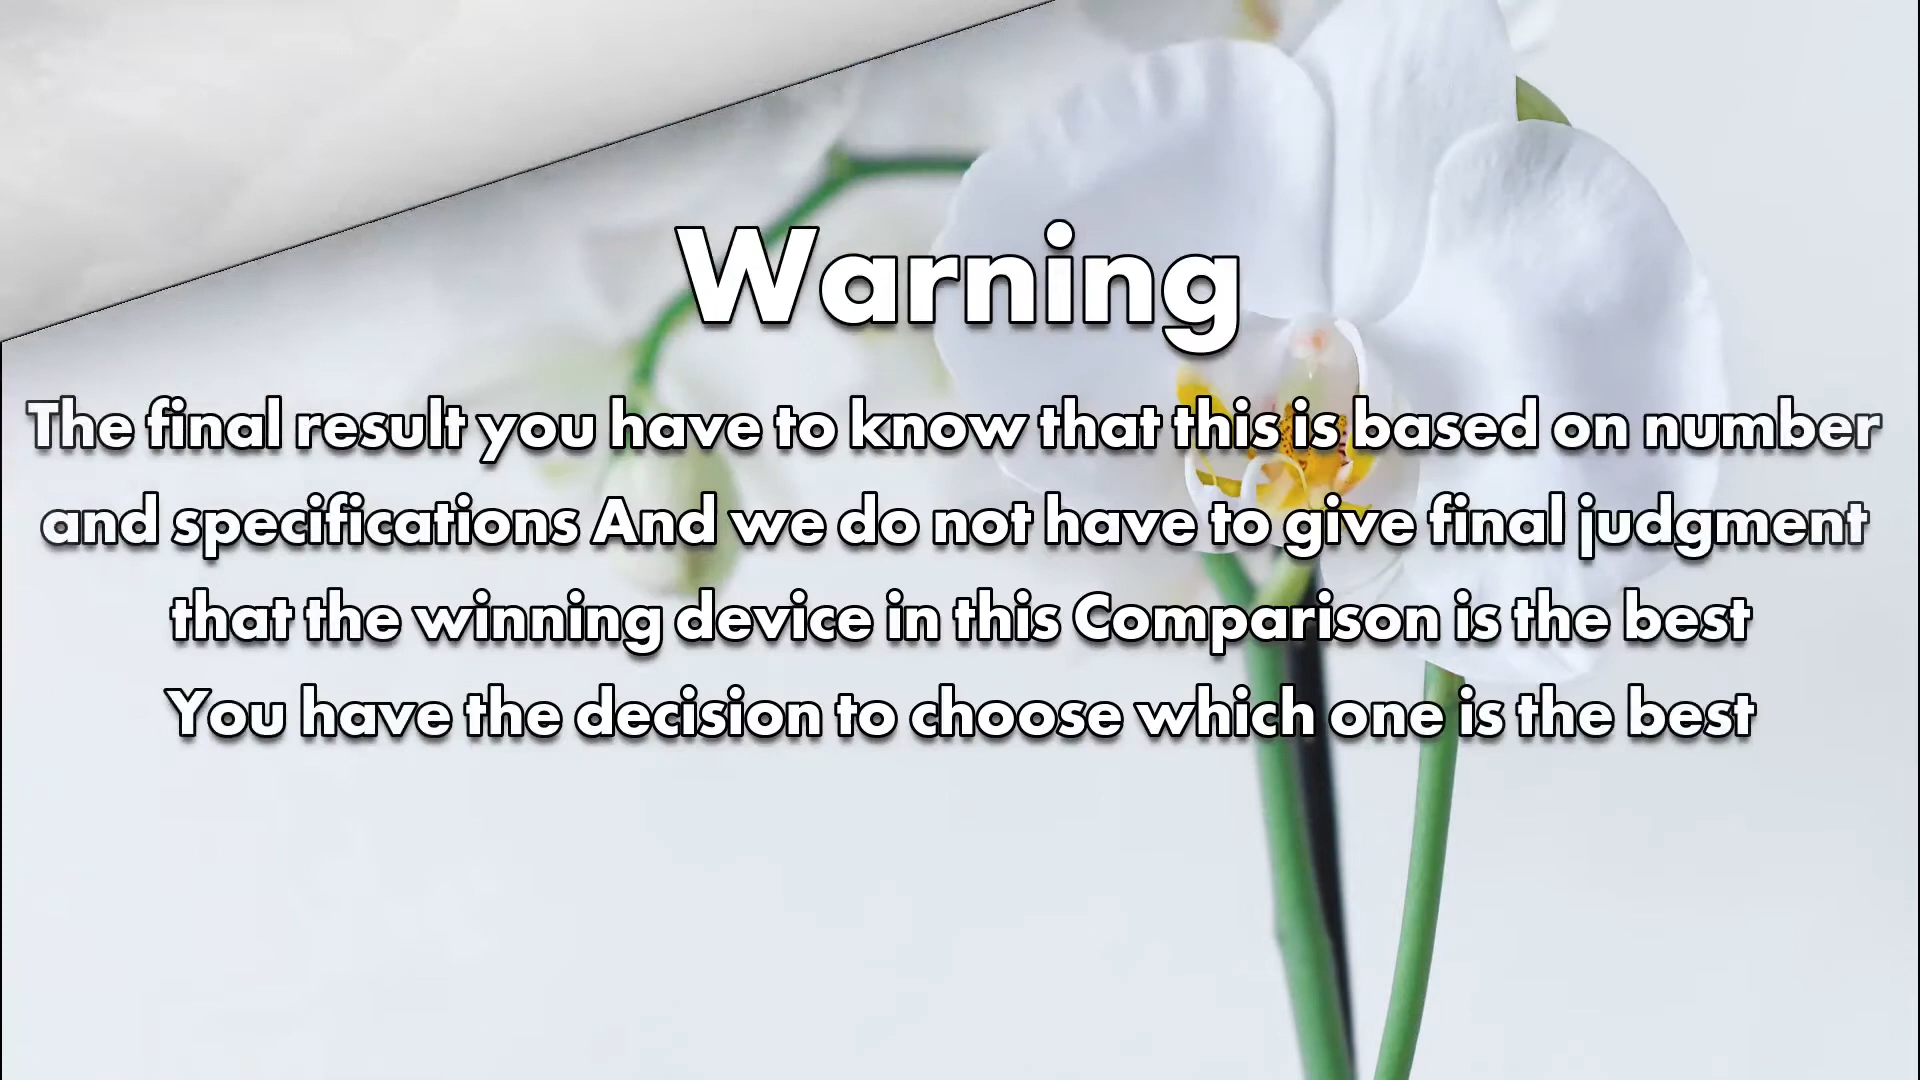 Warning
The final result you have to know that this is based on number
and specifications And we do not have to give final judgment
that the winning device in this Comparison is the best
You have the decision to choose which one is the best